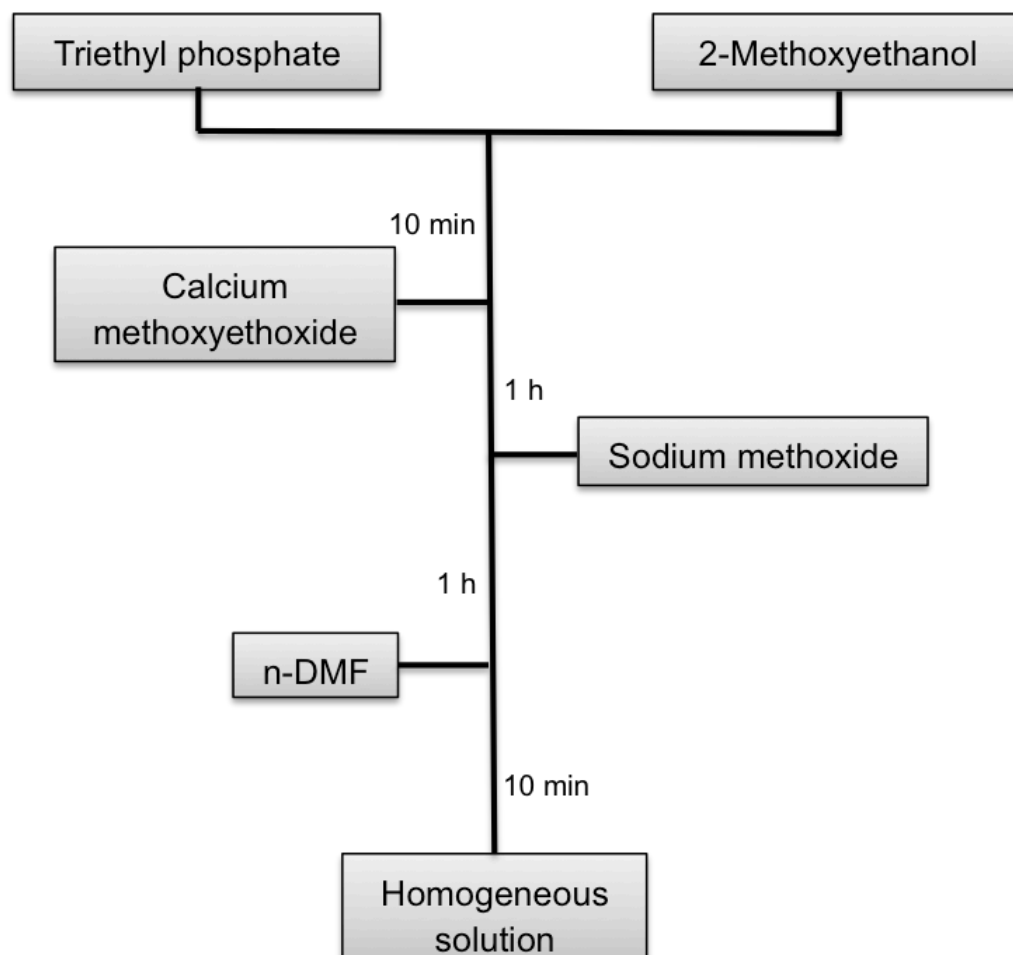 Triethyl phosphate
2-Methoxyethanol
10 min
Calcium
methoxyethoxide
1 h
Sodium methoxide
1 h
n-DMF
10 min
Homogeneous
solution